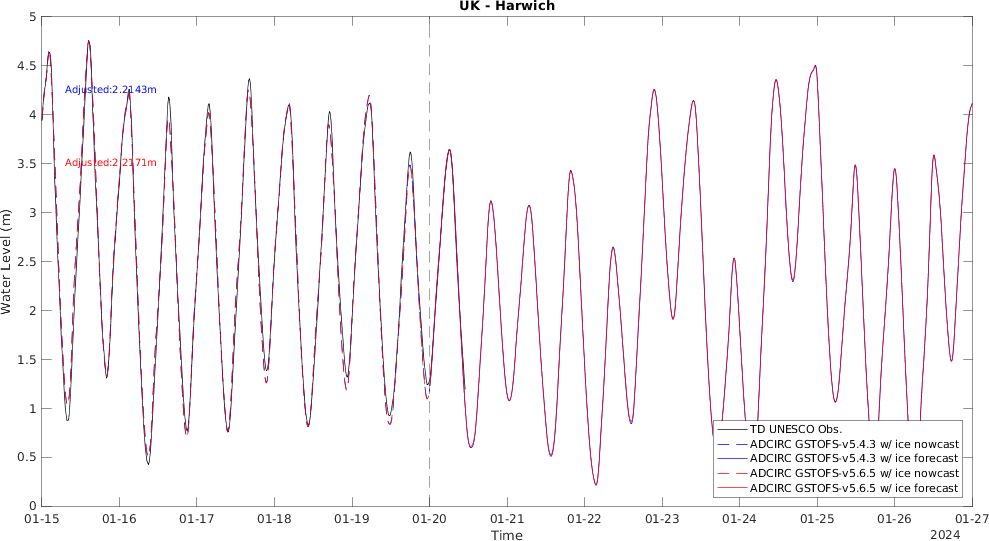 UK - Harwich
5
4.5
4
3.5
3
2.5
2
1.5
1
0.5
0
Water Level (m)
Adjusted:2.2143m
Adjusted:2.2171m
TD UNESCO Obs.
ADCIRC GSTOFS-v5.4.3 w/ ice nowcast
ADCIRC GSTOFS-v5.4.3 w/ ice forecast
ADCIRC GSTOFS-v5.6.5 w/ ice nowcast
ADCIRC GSTOFS-v5.6.5 w/ ice forecast
01-15 01-16 01-17 01-18 01-19 01-20 01-21 01-22 01-23 01-24 01-25 01-26 01-27
Time
2024